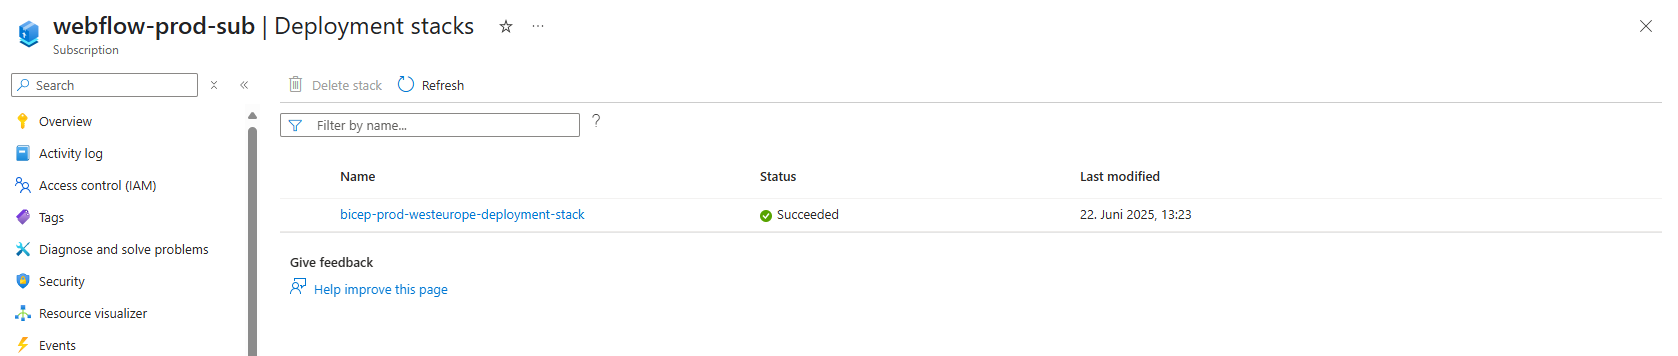 webflow-prod-sub | Deployment stacks
Subscription
Search
Overview
Activity log
Access control (IAM)
Tags
Diagnose and solve problems
Security
Resource visualizer
Events
Delete stack Refresh
Filter by name... ?
Name Status Last modified
bicep-prod-westeurope-deployment-stack Succeeded 22. Juni 2025, 13:23
Give feedback
Help improve this page